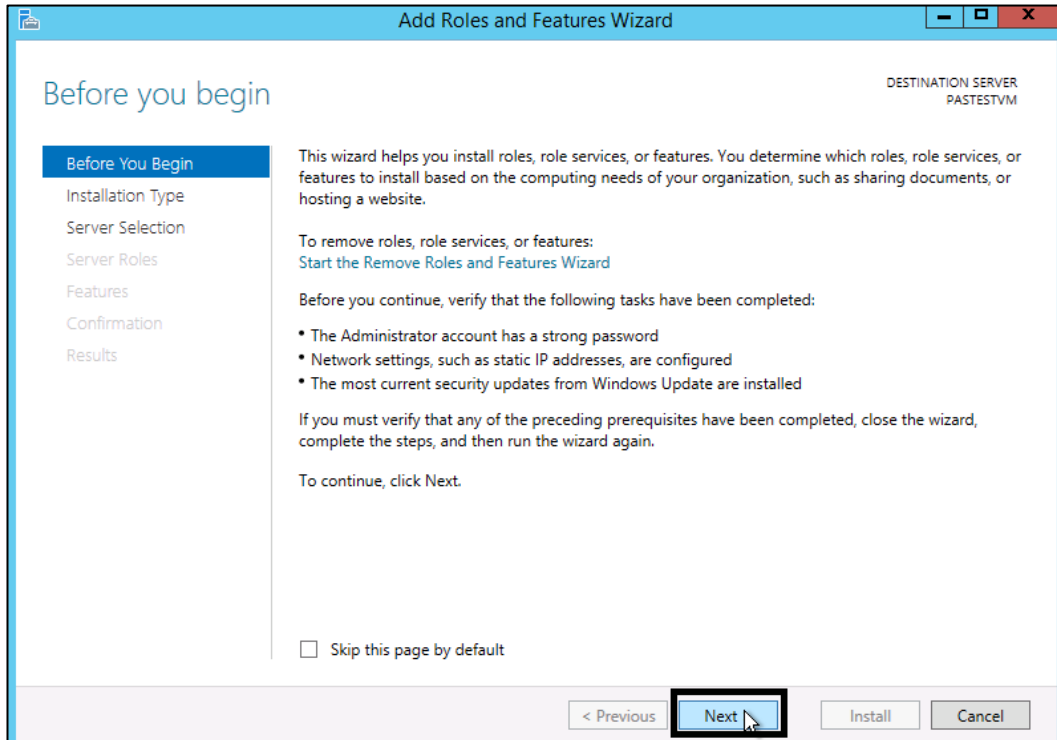 Add Roles and Features Wizard
Before you begin
DESTINATION SERVER
PASTESTVM
Before You Begin
Installation Type
Server Selection
Server Roles
Features
Confirmation
Results
This wizard helps you install roles, role services, or features. You determine which roles, role services, or
features to install based on the computing needs of your organization, such as sharing documents, or
hosting a website.
To remove roles, role services, or features:
Start the Remove Roles and Features Wizard
Before you continue, verify that the following tasks have been completed:
• The Administrator account has a strong password
• Network settings, such as static IP addresses, are configured
• The most current security updates from Windows Update are installed
If you must verify that any of the preceding prerequisites have been completed, close the wizard,
complete the steps, and then run the wizard again.
To continue, click Next.
Skip this page by default
< Previous
Next
Install
Cancel